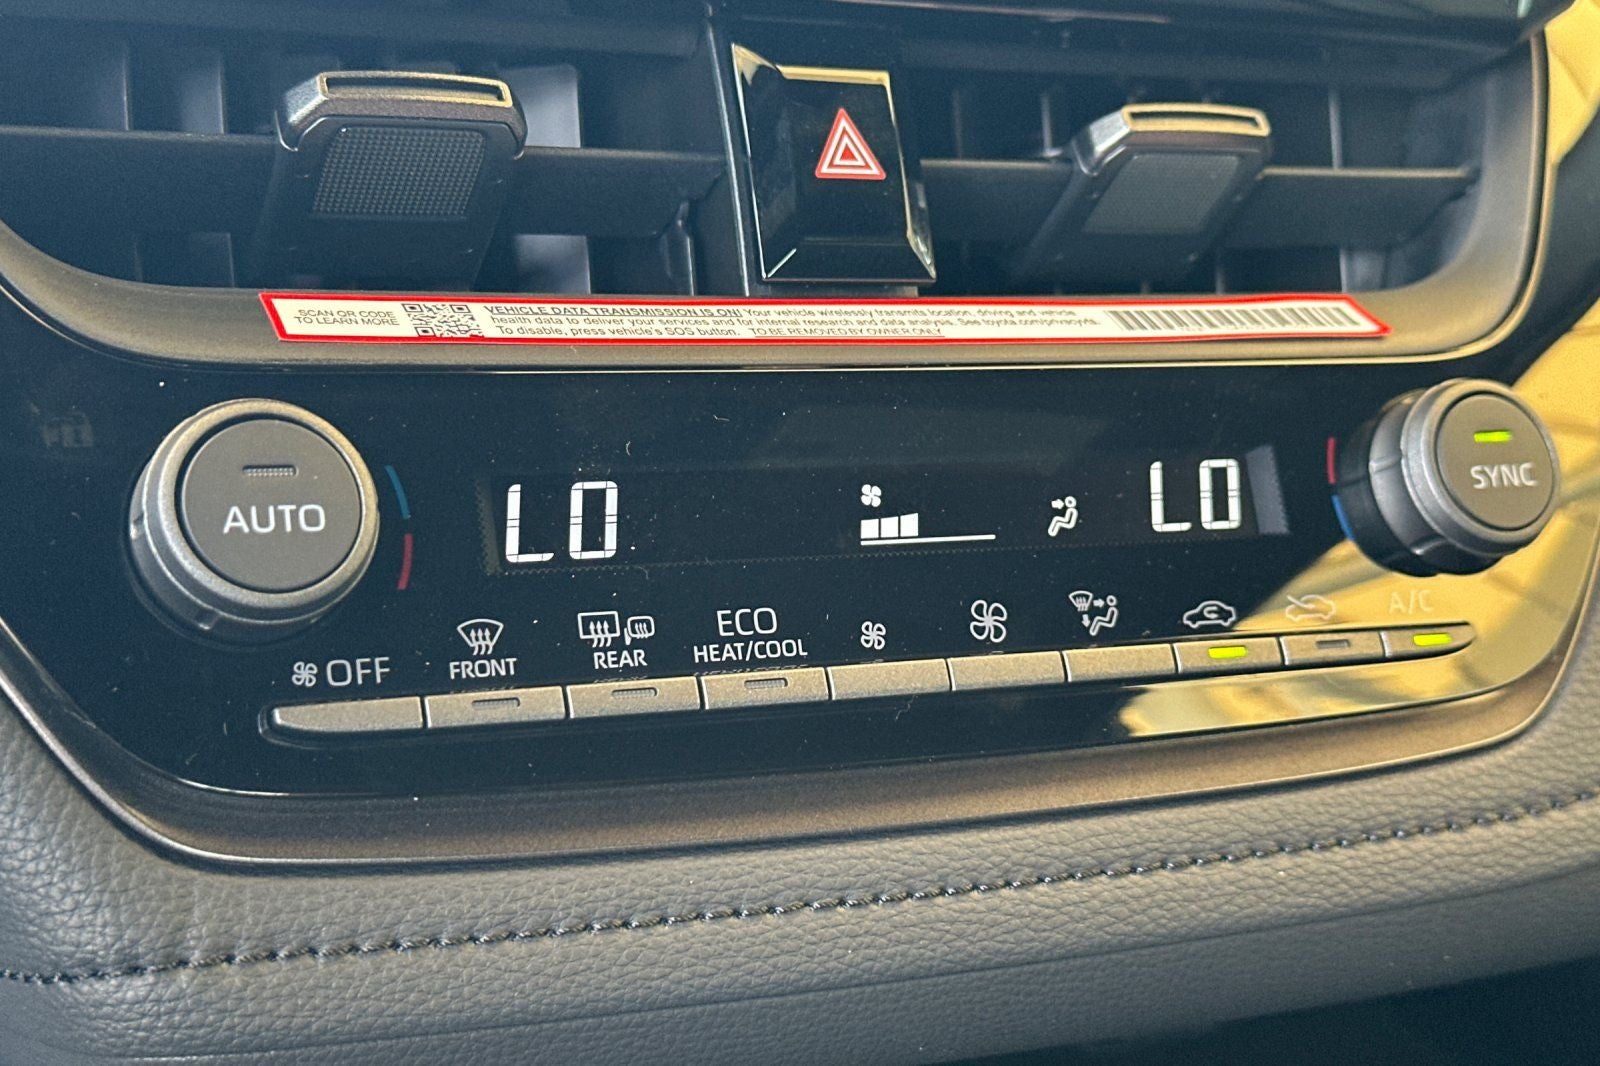 SCAN QR CODE
TO LEARN MORE
VEHICLE DATA TRANSMISSION IS ON! Your vehicle wirelessly transmits location, driving and vehicle
health data to deliver your services and for internal research and data analysis. See toyota.com/privacyvts.
To disable, press vehicle's SOS button. TO BE REMOVED BY OWNER ONLY
AUTO
LO
LO
SYNC
OFF
FRONT
REAR
ECO
HEAT/COOL
A/C